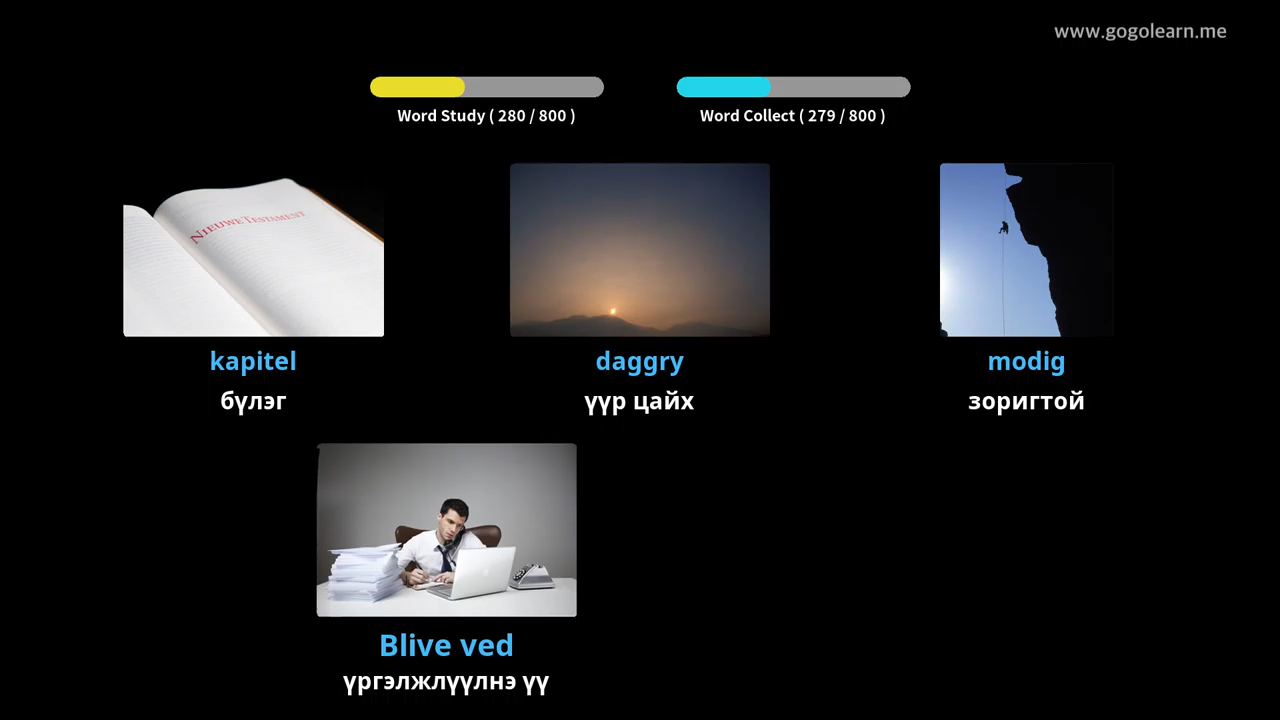 www.gogolearn.me
Word Study ( 280 / 800 )
Word Collect ( 279 / 800 )
NIEUWE TESTAMENT
kapitel
daggry
modig
бүлэг
үүр цайх
зоригтой
Blive ved
үргэлжлүүлнэ үү